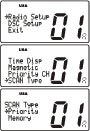 USA
➔Radio Setup
DSC Setup
Exit
01
USA
Time Disp
Magnetic
Priority CH
➔SCAN Type
01
USA
SCAN Type
➔Priority
Memory
01